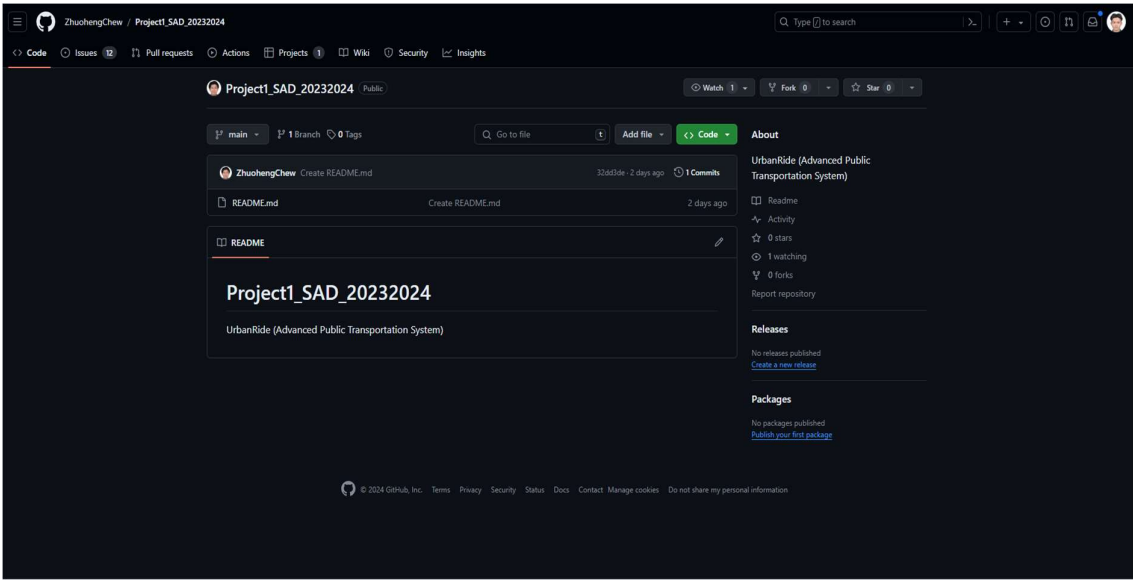 ZhuohengChew / Project1_SAD_20232024
Type / to search
Code Issues 12 Pull requests Actions Projects 1 Wiki Security Insights
Project1_SAD_20232024 Public
Watch 1 Fork 0 Star 0
main 1 Branch 0 Tags Go to file t Add file Code
ZhuohengChew Create README.md 32dd3de · 2 days ago 1 Commits
README.md Create README.md 2 days ago
README
Project1_SAD_20232024
UrbanRide (Advanced Public Transportation System)
About
UrbanRide (Advanced Public
Transportation System)
Readme
Activity
0 stars
1 watching
0 forks
Report repository
Releases
No releases published
Create a new release
Packages
No packages published
Publish your first package
© 2024 GitHub, Inc. Terms Privacy Security Status Docs Contact Manage cookies Do not share my personal information